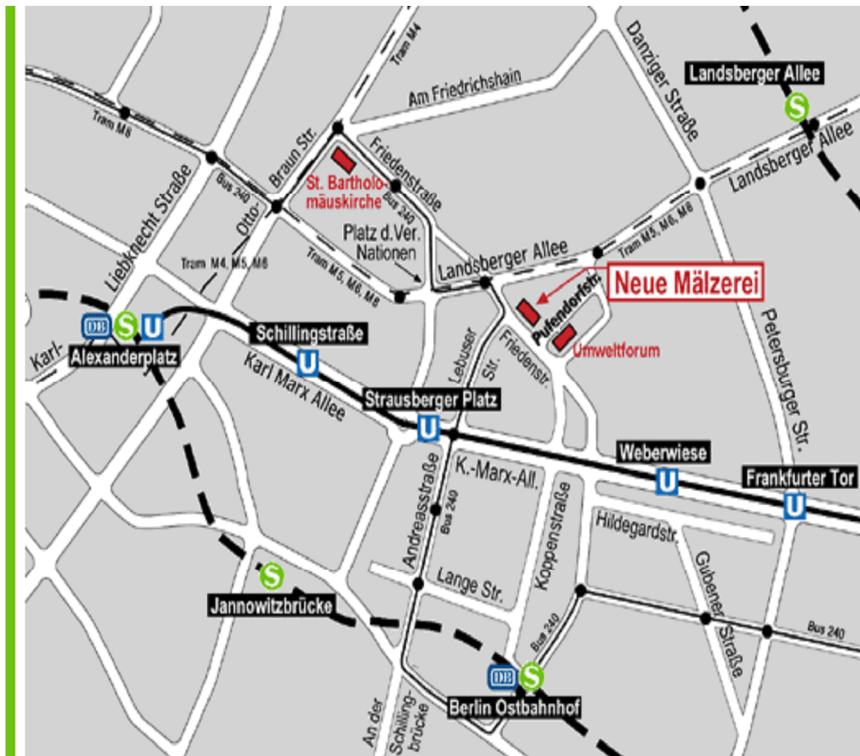 Tram M4
Danziger Straße
Landsberger Allee
S
Am Friedrichshain
Tram M8
Braun Str.
Friedenstraße
Landsberger Allee
St. Bartholo-
mäuskirche
Bus 240
Bus 240
Liebknecht Straße
Otto-
Platz d.Ver.
Nationen
Landsberger Allee
Tram M5, M6, M8
Tram M4, M5, M6
Tram M5, M6, M8
Neue Mälzerei
Pufendorfstr.
DB
S
U
Alexanderplatz
Karl-
Schillingstraße
U
Karl Marx Allee
Lebuser
Str.
Friedenstr.
Umweltforum
Petersburger Str.
Strausberger Platz
U
K.-Marx-All.
Weberwiese
U
Frankfurter Tor
U
Andreasstraße
Bus 240
Koppenstraße
Hildegardstr.
Gubener Straße
S
Jannowitzbrücke
Lange Str.
Bus 240
Bus 240
DB
S
Berlin Ostbahnhof
An der
Schilling-
brücke